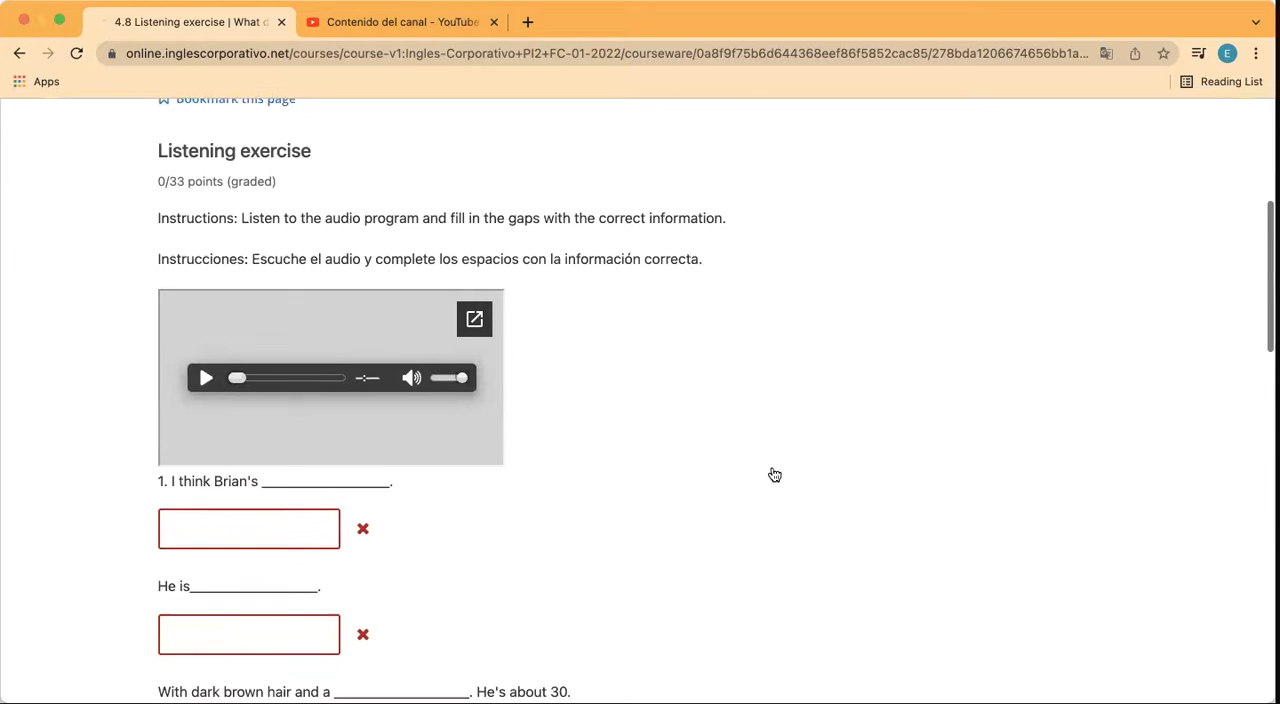 4.8 Listening exercise | What d
Contenido del canal - YouTube
online.inglescorporativo.net/courses/course-v1:Ingles-Corporativo+PI2+FC-01-2022/courseware/0a8f9f75b6d644368eef86f5852cac85/278bda1206674656bb1a...
E
Apps
Reading List
Bookmark this page
Listening exercise
0/33 points (graded)
Instructions: Listen to the audio program and fill in the gaps with the correct information.
Instrucciones: Escuche el audio y complete los espacios con la información correcta.
--:--
1. I think Brian's ________________.
He is________________.
With dark brown hair and a _________________. He's about 30.